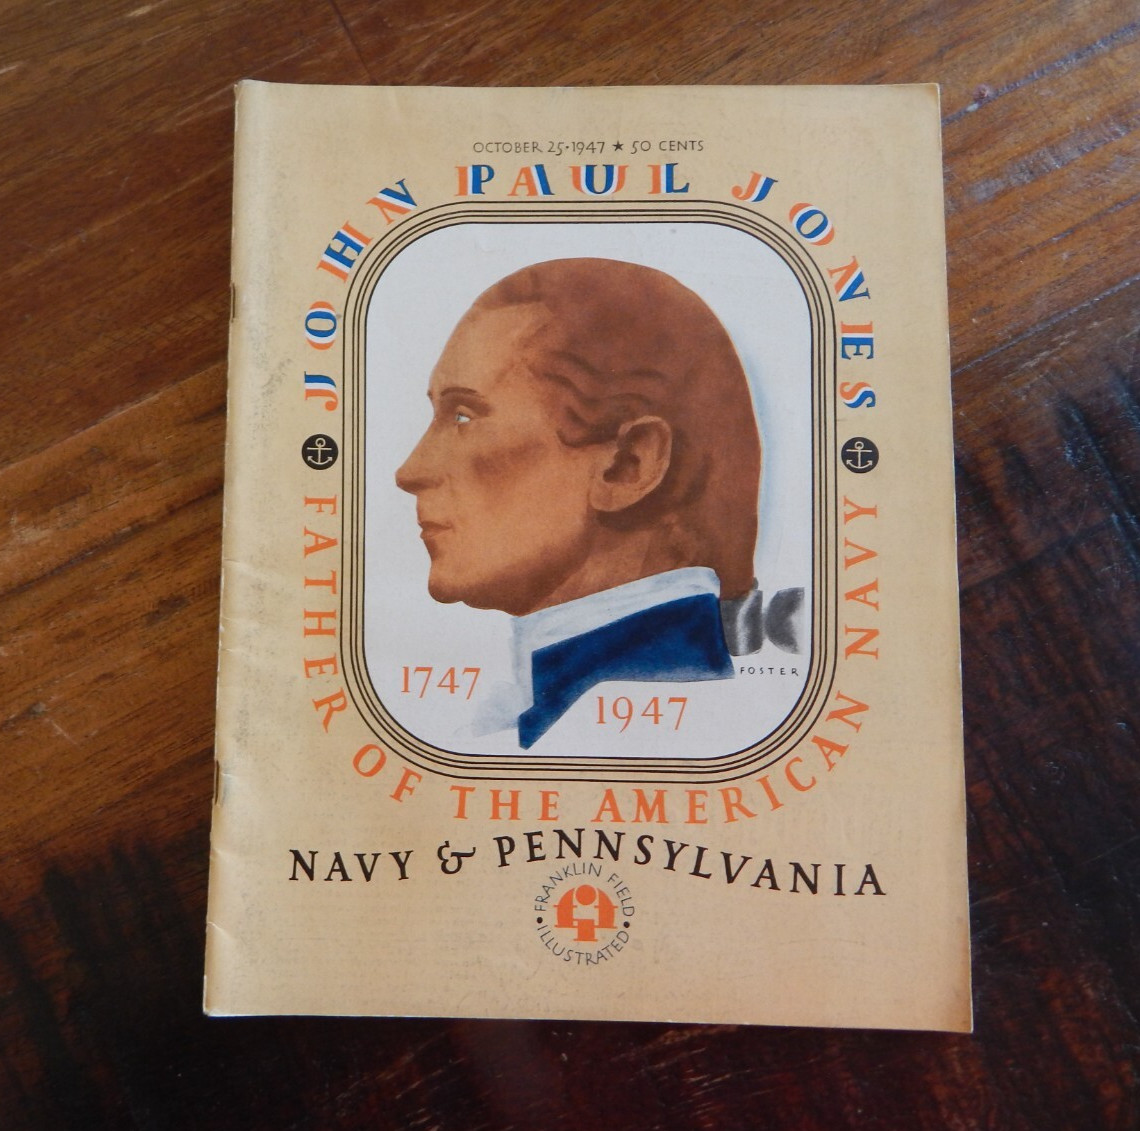 OCTOBER 25·1947 ★ 50 CENTS
JOHN PAUL JONES
FATHER OF THE AMERICAN NAVY
FOSTER
1747
1947
NAVY & PENNSYLVANIA
FRANKLIN FIELD
•ILLUSTRATED•